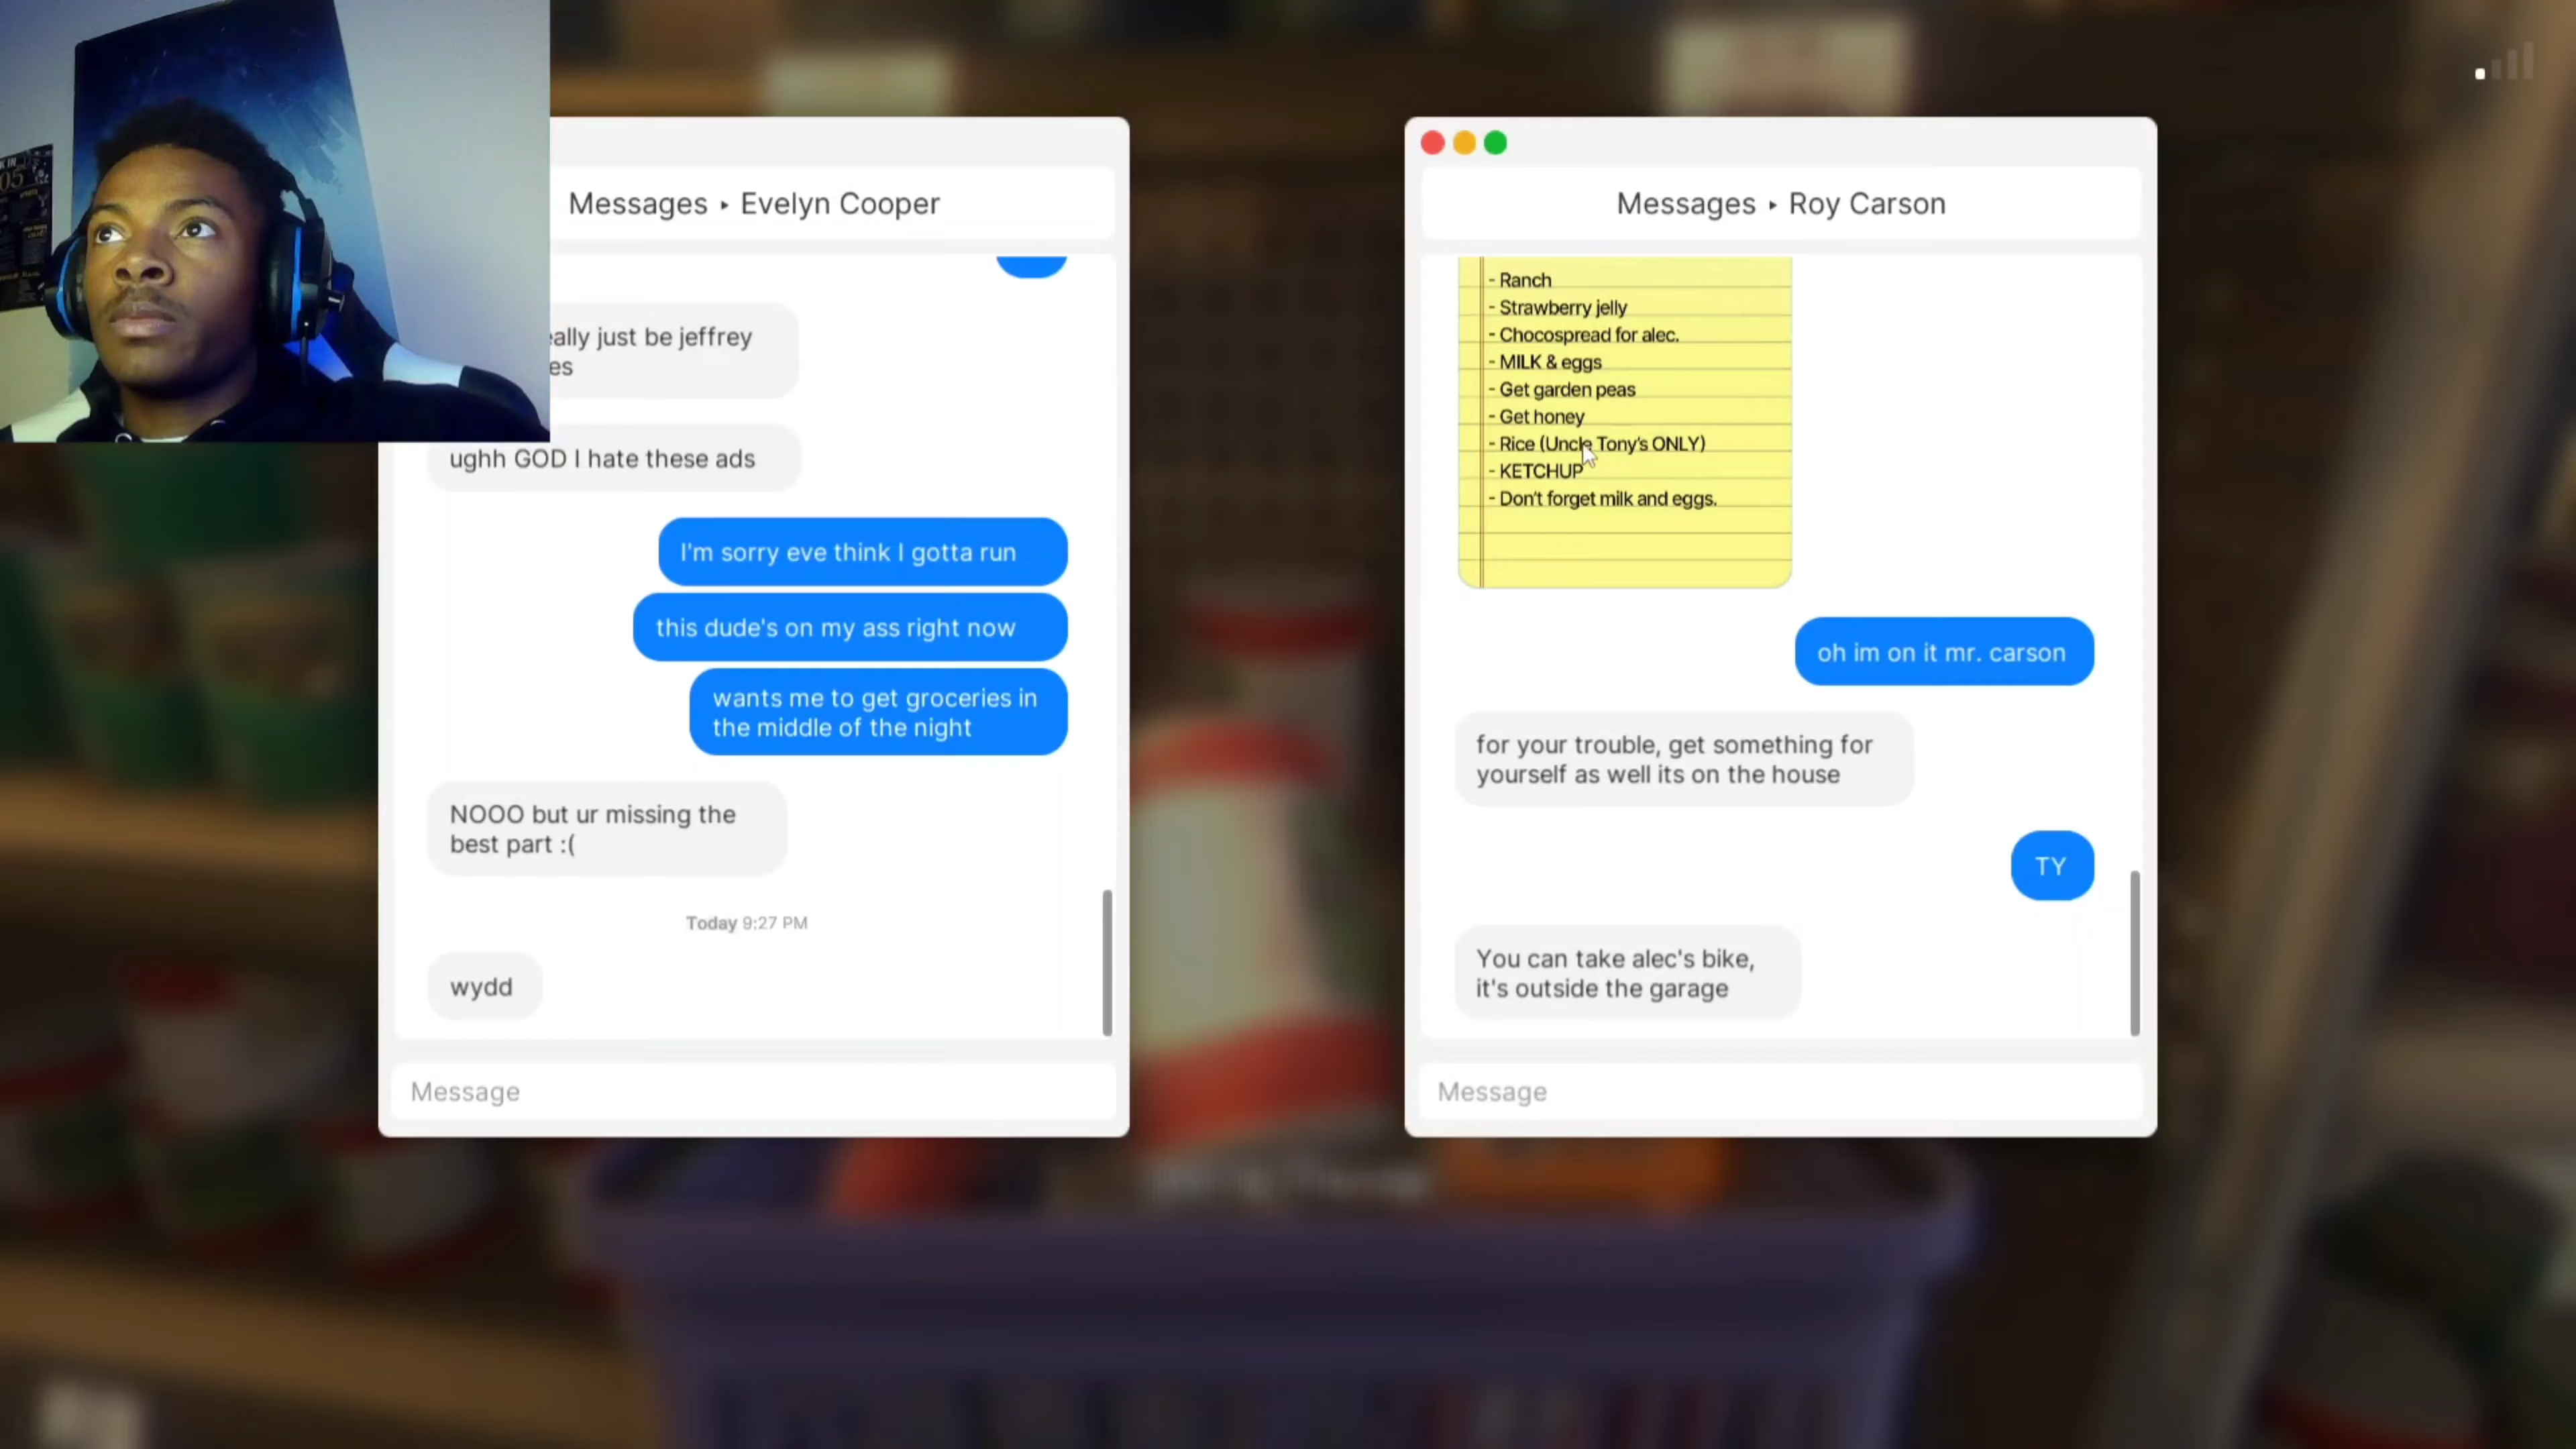 K IN
05
Messages ▸ Evelyn Cooper
eally just be jeffrey
es
ughh GOD I hate these ads
I'm sorry eve think I gotta run
this dude's on my ass right now
wants me to get groceries in
the middle of the night
NOOO but ur missing the
best part :(
Today 9:27 PM
wydd
Message
Messages ▸ Roy Carson
- Ranch
- Strawberry jelly
- Chocospread for alec.
- MILK & eggs
- Get garden peas
- Get honey
- Rice (Uncle Tony's ONLY)
- KETCHUP
- Don't forget milk and eggs.
oh im on it mr. carson
for your trouble, get something for
yourself as well its on the house
TY
You can take alec's bike,
it's outside the garage
Message